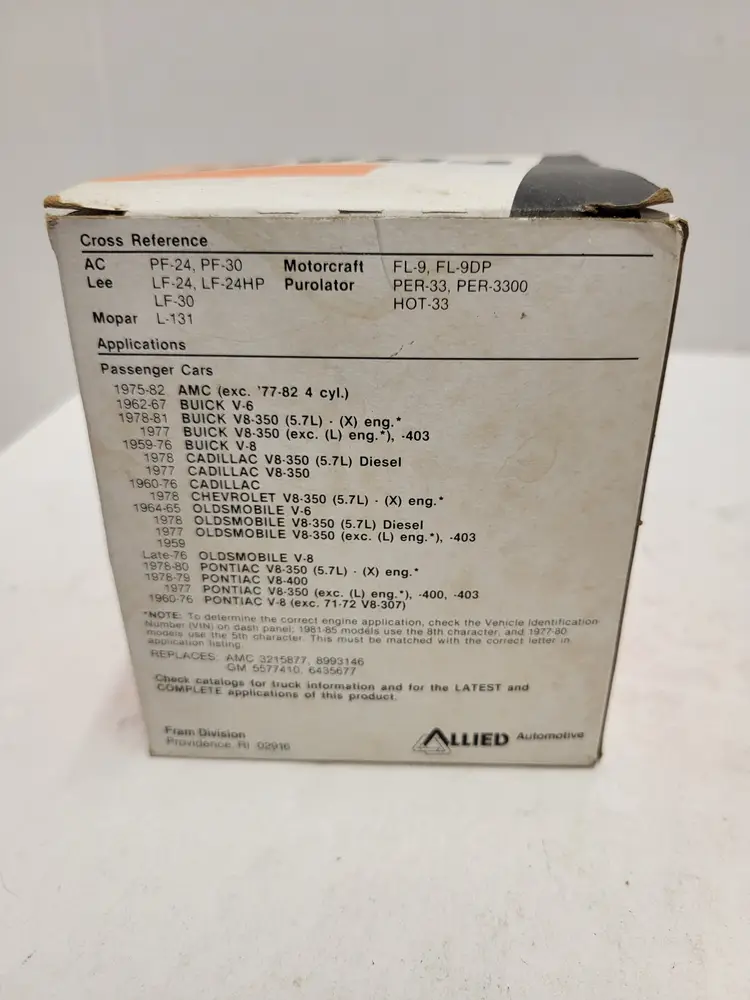 Cross Reference
AC PF-24, PF-30 Motorcraft FL-9, FL-9DP
Lee LF-24, LF-24HP Purolator PER-33, PER-3300
LF-30 HOT-33
Mopar L-131
Applications
Passenger Cars
1975-82 AMC (exc. '77-82 4 cyl.)
1962-67 BUICK V-6
1978-81 BUICK V8-350 (5.7L) - (X) eng.*
1977 BUICK V8-350 (exc. (L) eng.*), -403
1959-76 BUICK V-8
1978 CADILLAC V8-350 (5.7L) Diesel
1977 CADILLAC V8-350
1960-76 CADILLAC
1978 CHEVROLET V8-350 (5.7L) - (X) eng.*
1964-65 OLDSMOBILE V-6
1978 OLDSMOBILE V8-350 (5.7L) Diesel
1977 OLDSMOBILE V8-350 (exc. (L) eng.*), -403
1959
Late-76 OLDSMOBILE V-8
1978-80 PONTIAC V8-350 (5.7L) - (X) eng.*
1978-79 PONTIAC V8-400
1977 PONTIAC V8-350 (exc. (L) eng.*), -400, -403
1960-76 PONTIAC V-8 (exc. 71-72 V8-307)
*NOTE: To determine the correct engine application, check the Vehicle Identification
Number (VIN) on dash panel; 1981-85 models use the 8th character, and 1977-80
models use the 5th character. This must be matched with the correct letter in
application listing.
REPLACES: AMC 3215877, 8993146
GM 5577410, 6435677
Check catalogs for truck information and for the LATEST and
COMPLETE applications of this product.
Fram Division
Providence, RI 02916
ALLIED Automotive